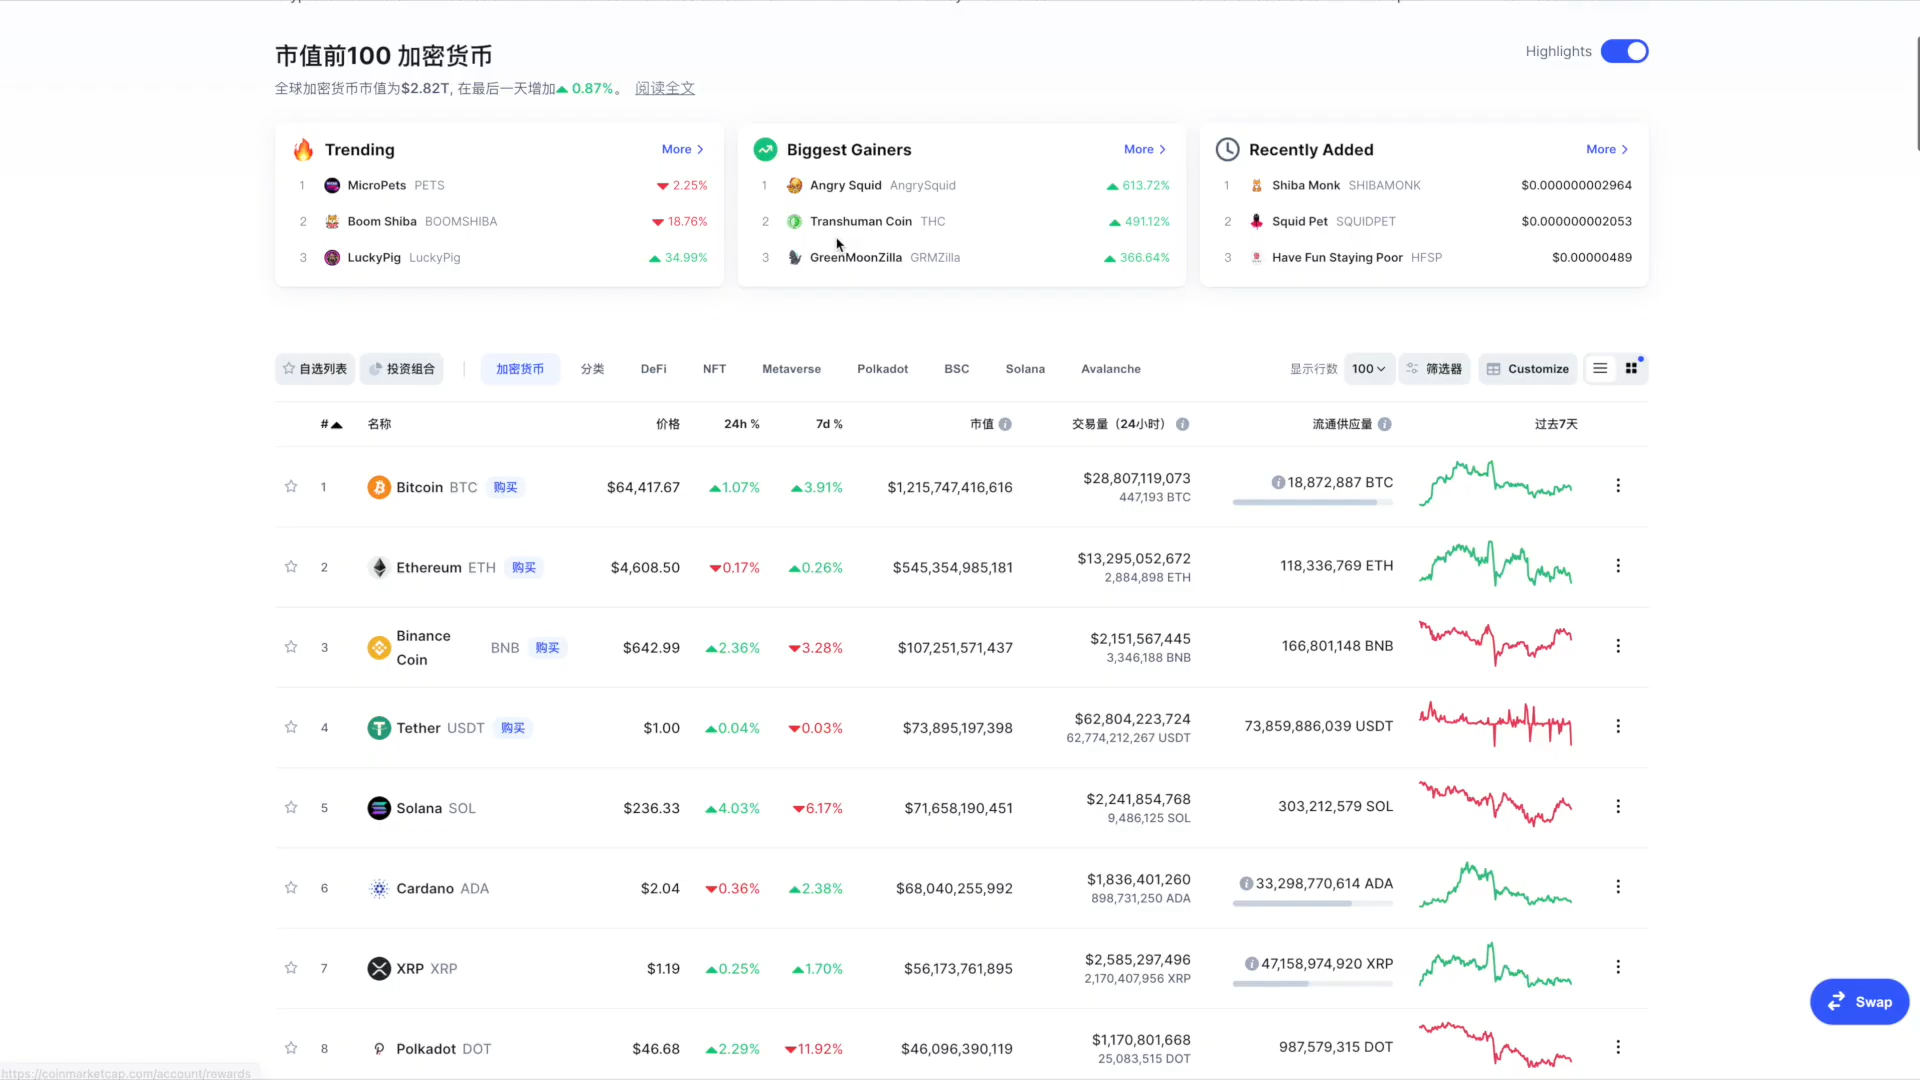 市值前100 加密货币
Highlights
全球加密货币市值为$2.82T, 在最后一天增加 0.87%。 阅读全文
Trending More
1 MicroPets PETS 2.25%
2 Boom Shiba BOOMSHIBA 18.76%
3 LuckyPig LuckyPig 34.99%
Biggest Gainers More
1 Angry Squid AngrySquid 613.72%
2 Transhuman Coin THC 491.12%
3 GreenMoonZilla GRMZilla 366.64%
Recently Added More
1 Shiba Monk SHIBAMONK $0.000000002964
2 Squid Pet SQUIDPET $0.000000002053
3 Have Fun Staying Poor HFSP $0.00000489
自选列表 投资组合 加密货币 分类 DeFi NFT Metaverse Polkadot BSC Solana Avalanche 显示行数 100 筛选器 Customize
# 名称 价格 24h % 7d % 市值 交易量（24小时） 流通供应量 过去7天
1 Bitcoin BTC 购买 $64,417.67 1.07% 3.91% $1,215,747,416,616 $28,807,119,073 18,872,887 BTC
447,193 BTC
2 Ethereum ETH 购买 $4,608.50 0.17% 0.26% $545,354,985,181 $13,295,052,672 118,336,769 ETH
2,884,898 ETH
3 Binance Coin BNB 购买 $642.99 2.36% 3.28% $107,251,571,437 $2,151,567,445 166,801,148 BNB
3,346,188 BNB
4 Tether USDT 购买 $1.00 0.04% 0.03% $73,895,197,398 $62,804,223,724 73,859,886,039 USDT
62,774,212,267 USDT
5 Solana SOL $236.33 4.03% 6.17% $71,658,190,451 $2,241,854,768 303,212,579 SOL
9,486,125 SOL
6 Cardano ADA $2.04 0.36% 2.38% $68,040,255,992 $1,836,401,260 33,298,770,614 ADA
898,731,250 ADA
7 XRP XRP $1.19 0.25% 1.70% $56,173,761,895 $2,585,297,496 47,158,974,920 XRP
2,170,407,956 XRP
Swap
8 Polkadot DOT $46.68 2.29% 11.92% $46,096,390,119 $1,170,801,668 987,579,315 DOT
25,083,515 DOT
https://coinmarketcap.com/account/rewards